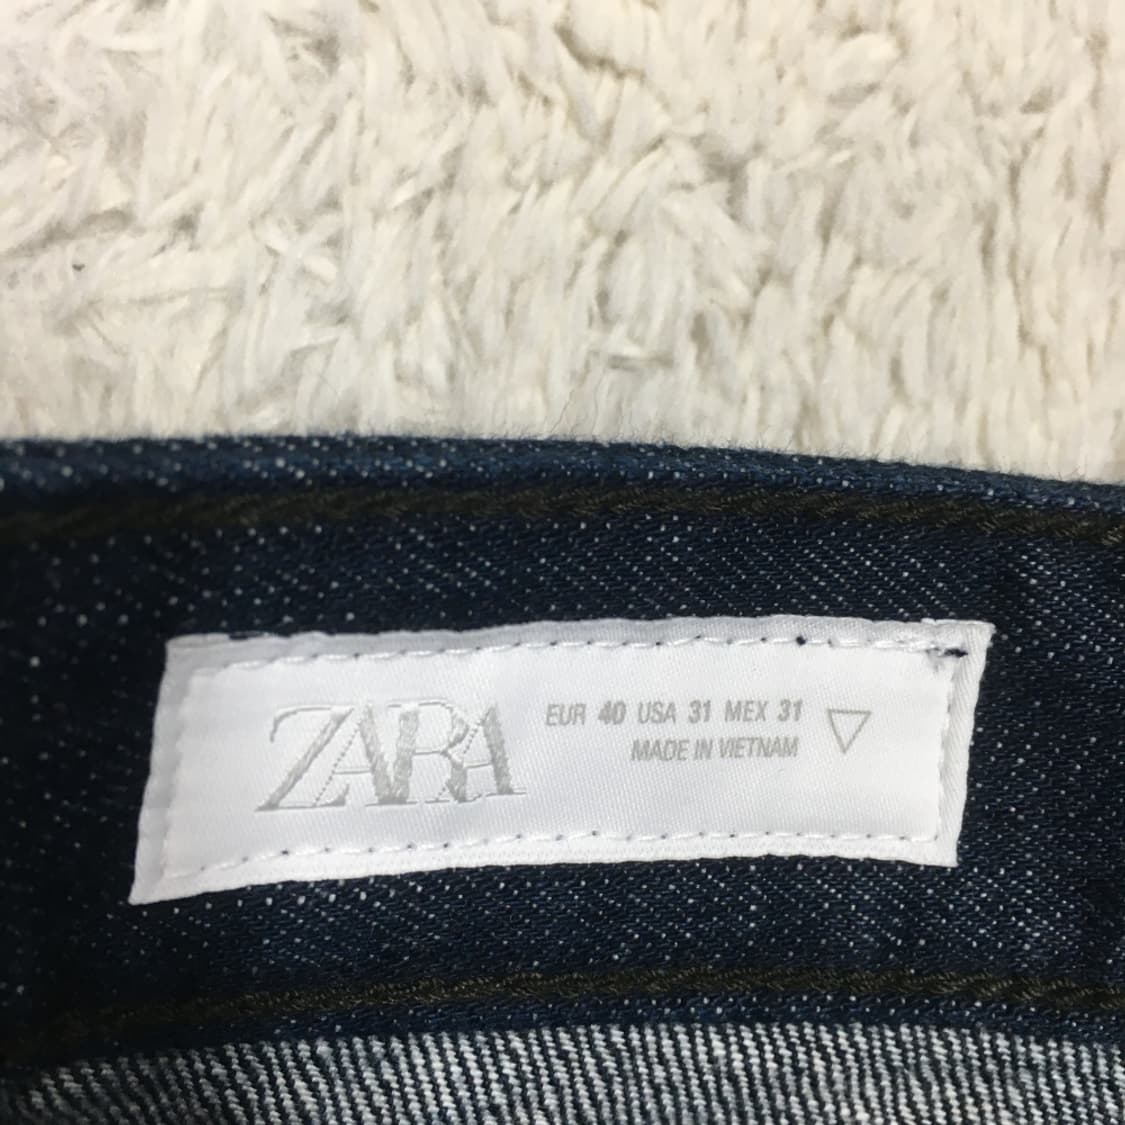 ZARA
EUR 40 USA 31 MEX 31
MADE IN VIETNAM